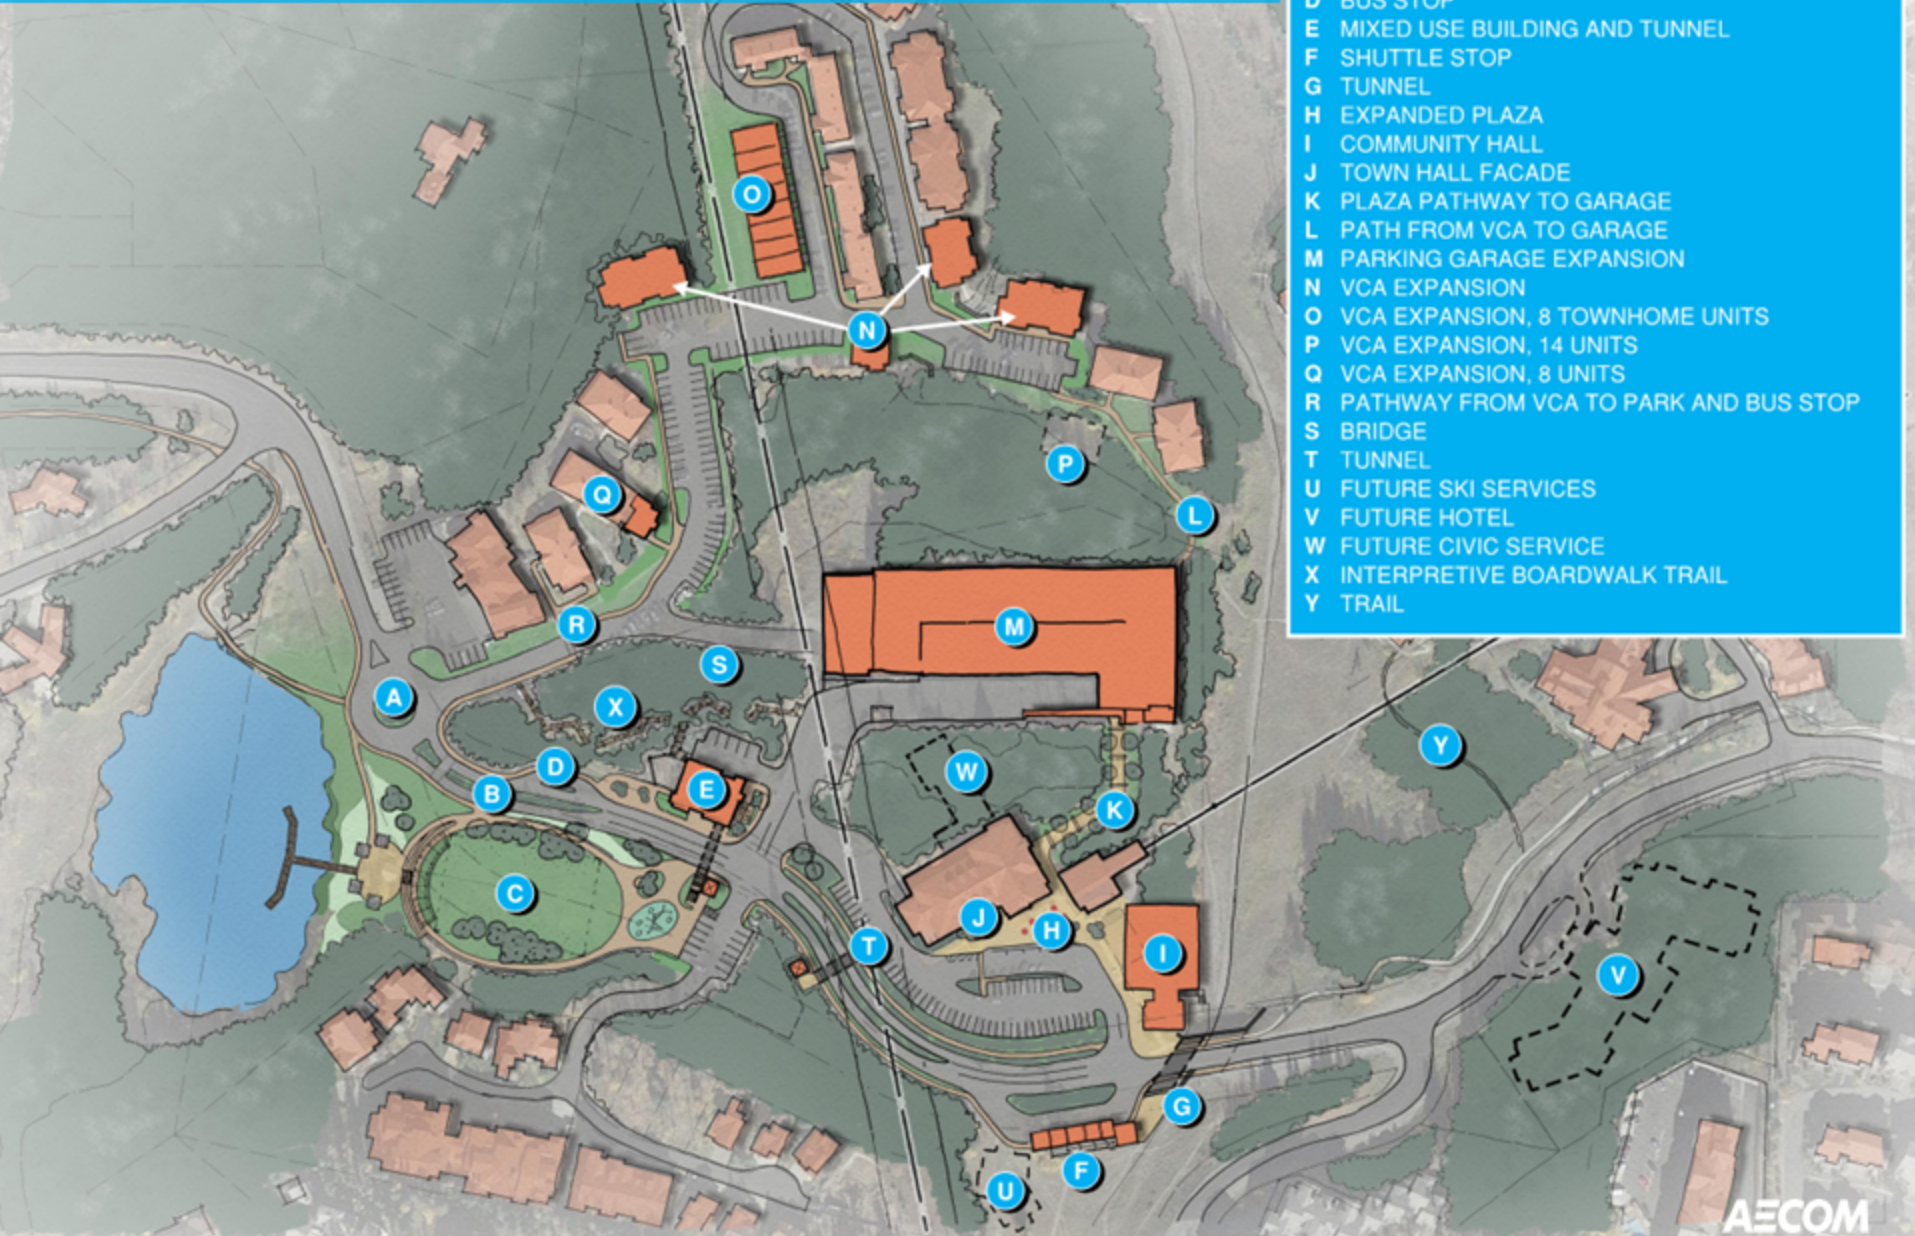 D BUS STOP
E MIXED USE BUILDING AND TUNNEL
F SHUTTLE STOP
G TUNNEL
H EXPANDED PLAZA
I COMMUNITY HALL
J TOWN HALL FACADE
K PLAZA PATHWAY TO GARAGE
L PATH FROM VCA TO GARAGE
M PARKING GARAGE EXPANSION
N VCA EXPANSION
O VCA EXPANSION, 8 TOWNHOME UNITS
P VCA EXPANSION, 14 UNITS
Q VCA EXPANSION, 8 UNITS
R PATHWAY FROM VCA TO PARK AND BUS STOP
S BRIDGE
T TUNNEL
U FUTURE SKI SERVICES
V FUTURE HOTEL
W FUTURE CIVIC SERVICE
X INTERPRETIVE BOARDWALK TRAIL
Y TRAIL
O
N
P
Q
L
R
M
S
A
X
Y
D
W
E
B
K
C
J
H
T
I
V
G
F
U
AECOM